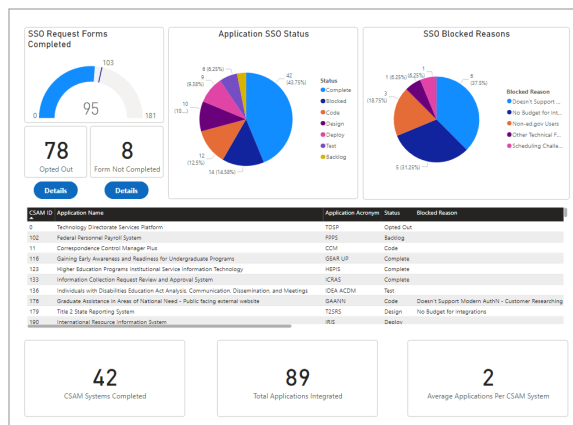 SSO Request Forms
Completed
103
0
95
181
78
Opted Out
8
Form Not Completed
Details
Details
Application SSO Status
6 (6.25%)
9
(9.38%)
10
(10....)
12
(12.5%)
14 (14.58%)
42
(43.75%)
Status
Complete
Blocked
Code
Design
Deploy
Test
Backlog
SSO Blocked Reasons
1
1 (6.25%)
(6.25%)
3
(18.75%)
5 (31.25%)
6
(37.5%)
Blocked Reason
Doesn't Support ...
No Budget for Int...
Non-ed.gov Users
Other Technical F...
Scheduling Challe...
CSAM ID Application Name Application Acronym Status Blocked Reason
0 Technology Directorate Services Platform TDSP Opted Out
102 Federal Personnel Payroll System FPPS Backlog
11 Correspondence Control Manager Plus CCM Code
116 Gaining Early Awareness and Readiness for Undergraduate Programs GEAR UP Complete
123 Higher Education Programs Institutional Service Information Technology HEPIS Complete
133 Information Collection Request Review and Approval System ICRAS Complete
136 Individuals with Disabilities Education Act Analysis, Communication, Dissemination, and Meetings IDEA ACDM Test
176 Graduate Assistance in Areas of National Need - Public facing external website GAANN Code Doesn't Support Modern AuthN - Customer Researching
179 Title 2 State Reporting System T2SRS Design No Budget for Integrations
190 International Resource Information System IRIS Deploy
42
CSAM Systems Completed
89
Total Applications Integrated
2
Average Applications Per CSAM System